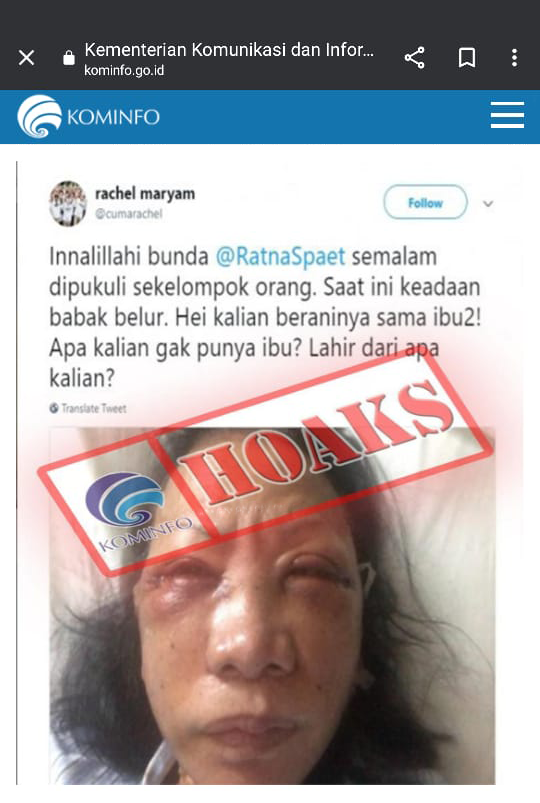 Kementerian Komunikasi dan Infor...
kominfo.go.id
KOMINFO
rachel maryam
@cumarachel
Follow
Innalillahi bunda @RatnaSpaet semalam
dipukuli sekelompok orang. Saat ini keadaan
babak belur. Hei kalian beraninya sama ibu2!
Apa kalian gak punya ibu? Lahir dari apa
kalian?
Translate Tweet
HOAKS
KOMINFO